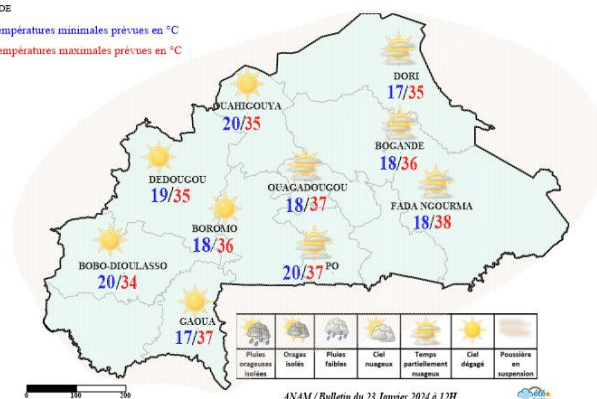 DE
empératures minimales prévues en °C
empératures maximales prévues en °C
DORI
17/35
OUAHIGOUYA
20/35
BOGANDE
18/36
DEDOUGOU
19/35
OUAGADOUGOU
18/37
FADA NGOURMA
18/38
BOROMO
18/36
BOBO-DIOULASSO
20/34
PO
20/37
GAOUA
17/37
Pluies orageuses isolées
Orages isolés
Pluies faibles
Ciel nuageux
Temps partiellement nuageux
Ciel dégagé
Poussière en suspension
0 100 200
ANAM / Bulletin du 23 Janvier 2024 à 12H